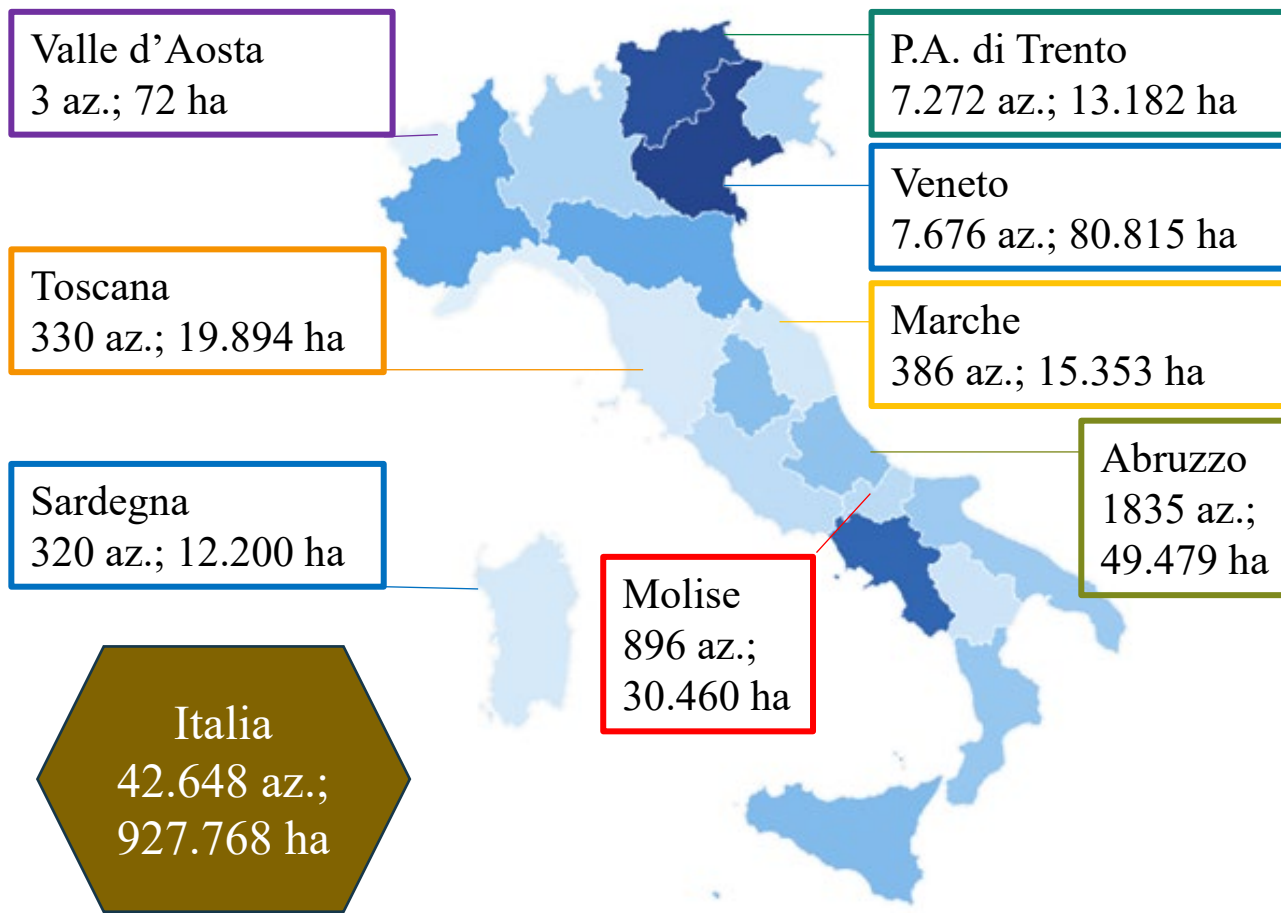 Valle d’Aosta
3 az.; 72 ha
P.A. di Trento
7.272 az.; 13.182 ha
Veneto
7.676 az.; 80.815 ha
Toscana
330 az.; 19.894 ha
Marche
386 az.; 15.353 ha
Abruzzo
1835 az.;
49.479 ha
Sardegna
320 az.; 12.200 ha
Molise
896 az.;
30.460 ha
Italia
42.648 az.;
927.768 ha